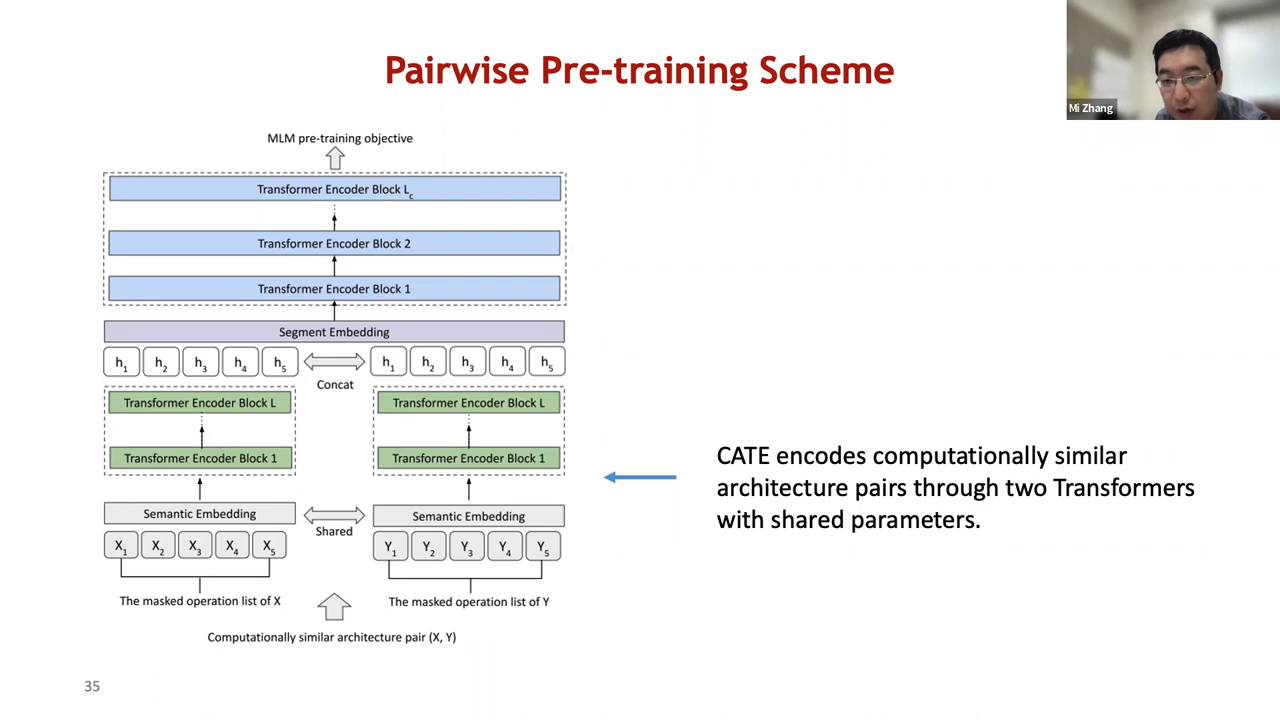 Pairwise Pre-training Scheme
Mi Zhang
MLM pre-training objective
Transformer Encoder Block Lc
Transformer Encoder Block 2
Transformer Encoder Block 1
Segment Embedding
h1 h2 h3 h4 h5 h1 h2 h3 h4 h5
Concat
Transformer Encoder Block L Transformer Encoder Block L
Transformer Encoder Block 1 Transformer Encoder Block 1
Semantic Embedding Semantic Embedding
Shared
X1 X2 X3 X4 X5 Y1 Y2 Y3 Y4 Y5
The masked operation list of X The masked operation list of Y
Computationally similar architecture pair (X, Y)
CATE encodes computationally similar
architecture pairs through two Transformers
with shared parameters.
35